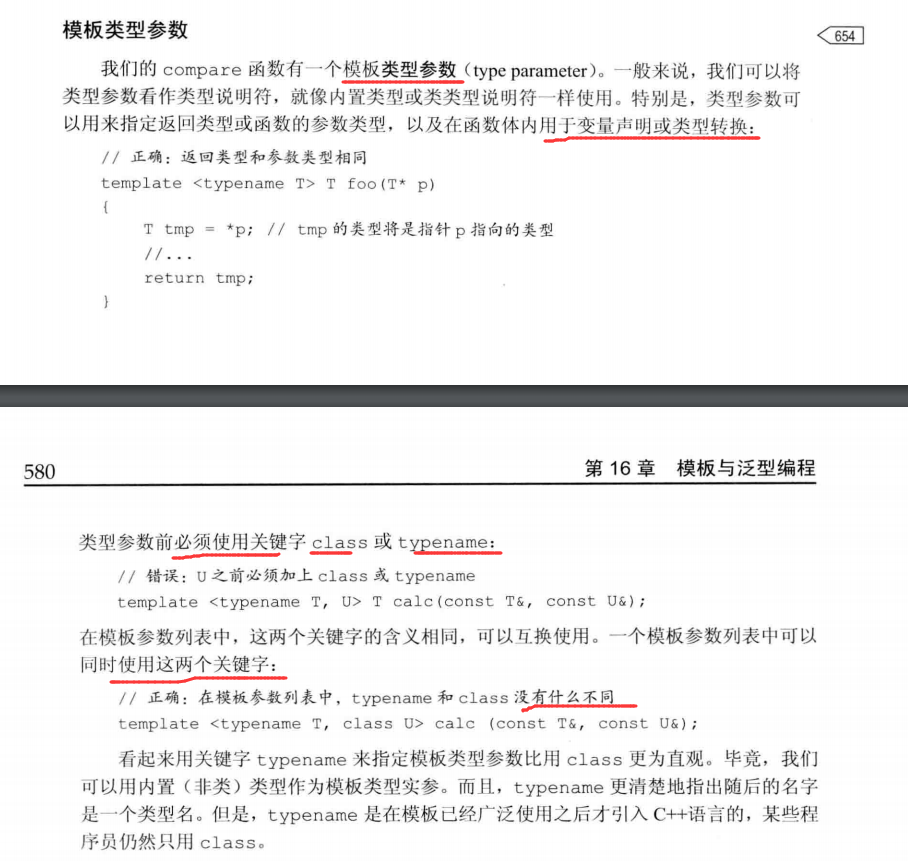 模板类型参数
654
我们的 compare 函数有一个模板类型参数（type parameter）。一般来说，我们可以将
类型参数看作类型说明符，就像内置类型或类类型说明符一样使用。特别是，类型参数可
以用来指定返回类型或函数的参数类型，以及在函数体内用于变量声明或类型转换：
// 正确：返回类型和参数类型相同
template <typename T> T foo(T* p)
{
T tmp = *p; // tmp 的类型将是指针 p 指向的类型
//...
return tmp;
}
580
第 16 章 模板与泛型编程
类型参数前必须使用关键字 class 或 typename：
// 错误：U 之前必须加上 class 或 typename
template <typename T, U> T calc(const T&, const U&);
在模板参数列表中，这两个关键字的含义相同，可以互换使用。一个模板参数列表中可以
同时使用这两个关键字：
// 正确：在模板参数列表中，typename 和 class 没有什么不同
template <typename T, class U> calc (const T&, const U&);
看起来用关键字 typename 来指定模板类型参数比用 class 更为直观。毕竟，我们
可以用内置（非类）类型作为模板类型实参。而且，typename 更清楚地指出随后的名字
是一个类型名。但是，typename 是在模板已经广泛使用之后才引入 C++语言的，某些程
序员仍然只用 class。